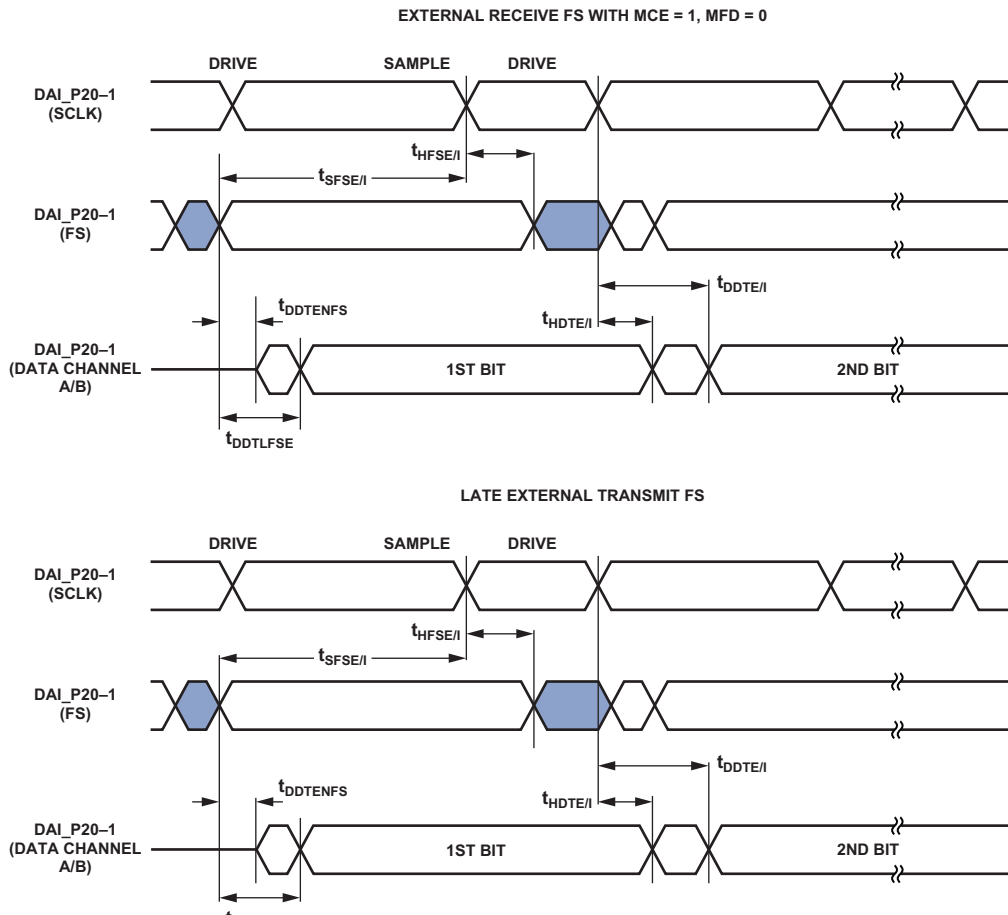 EXTERNAL RECEIVE FS WITH MCE = 1, MFD = 0
DRIVE SAMPLE DRIVE
DAI_P20–1
(SCLK)
tHFSE/I
tSFSE/I
DAI_P20–1
(FS)
tDDTE/I
tDDTENFS
tHDTE/I
DAI_P20–1
(DATA CHANNEL
A/B)
1ST BIT 2ND BIT
tDDTLFSE
LATE EXTERNAL TRANSMIT FS
DRIVE SAMPLE DRIVE
DAI_P20–1
(SCLK)
tHFSE/I
tSFSE/I
DAI_P20–1
(FS)
tDDTE/I
tDDTENFS
tHDTE/I
DAI_P20–1
(DATA CHANNEL
A/B)
1ST BIT 2ND BIT